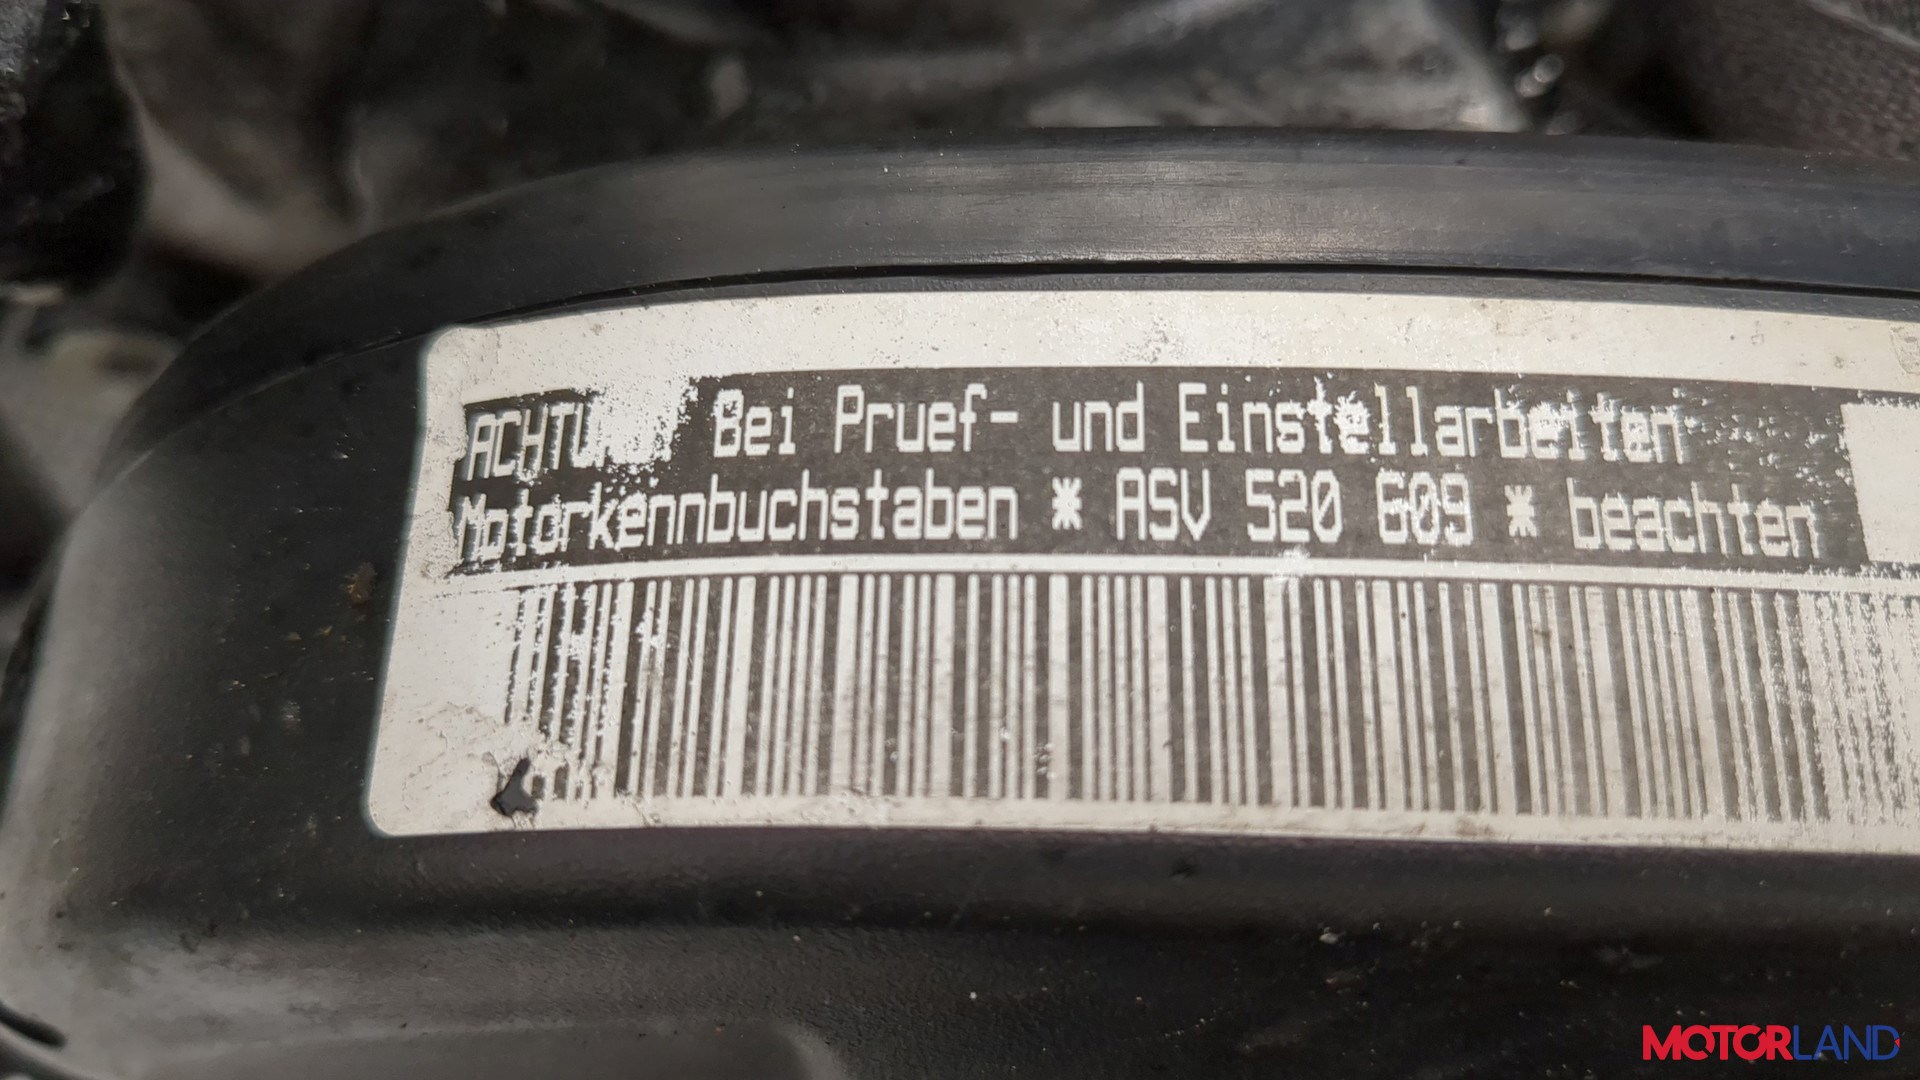 Bei Pruef- und Einstellarbeiten
Motorkennbuchstaben * ASV 520 609 * beachten
MOTORLAND